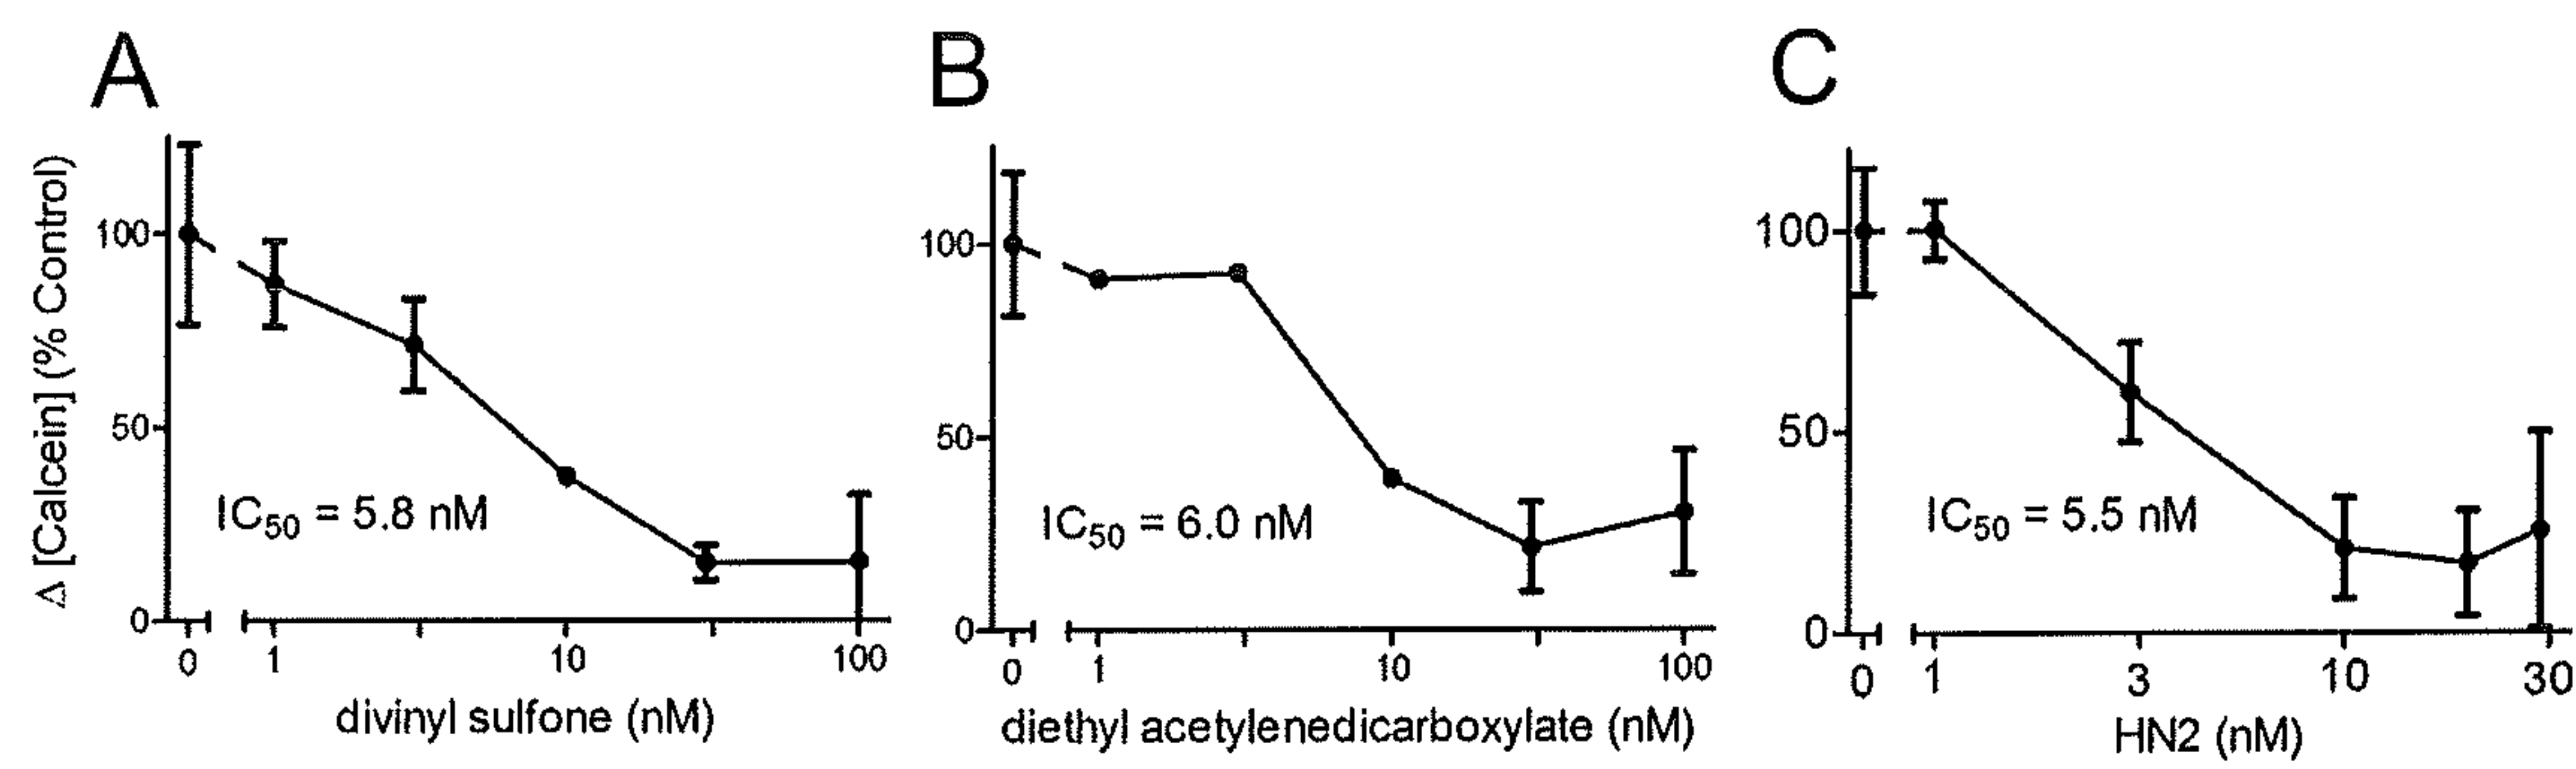 A
B
C
Δ [Calcein] (% Control)
100
50
0
IC50 = 5.8 nM
0 1 10 100
divinyl sulfone (nM)
100
50
0
IC50 = 6.0 nM
0 1 10 100
diethyl acetylenedicarboxylate (nM)
100
50
0
IC50 = 5.5 nM
0 1 3 10 30
HN2 (nM)